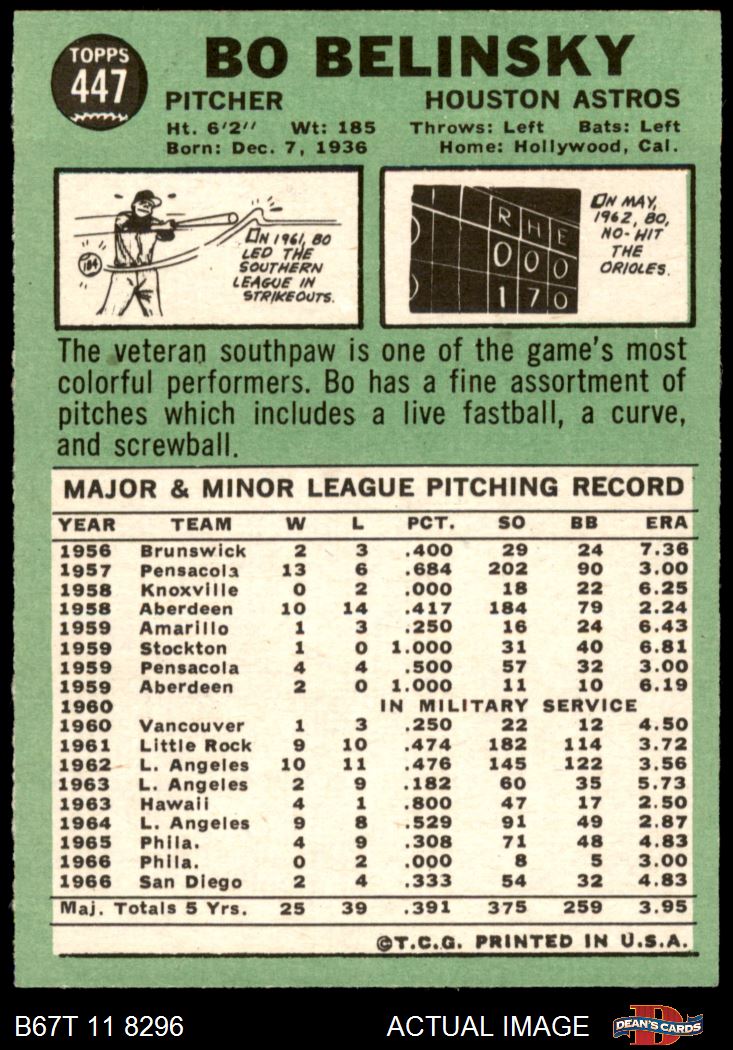 TOPPS
447
BO BELINSKY
PITCHER HOUSTON ASTROS
Ht. 6'2" Wt: 185 Throws: Left Bats: Left
Born: Dec. 7, 1936 Home: Hollywood, Cal.
184
IN 1961, BO
LED THE
SOUTHERN
LEAGUE IN
STRIKEOUTS.
R H E
0 0 0
1 7 0
ON MAY,
1962, BO,
NO-HIT
THE
ORIOLES.
The veteran southpaw is one of the game's most
colorful performers. Bo has a fine assortment of
pitches which includes a live fastball, a curve,
and screwball.
MAJOR & MINOR LEAGUE PITCHING RECORD
YEAR TEAM W L PCT. SO BB ERA
1956 Brunswick 2 3 .400 29 24 7.36
1957 Pensacola 13 6 .684 202 90 3.00
1958 Knoxville 0 2 .000 18 22 6.25
1958 Aberdeen 10 14 .417 184 79 2.24
1959 Amarillo 1 3 .250 16 24 6.43
1959 Stockton 1 0 1.000 31 40 6.81
1959 Pensacola 4 4 .500 57 32 3.00
1959 Aberdeen 2 0 1.000 11 10 6.19
1960 IN MILITARY SERVICE
1960 Vancouver 1 3 .250 22 12 4.50
1961 Little Rock 9 10 .474 182 114 3.72
1962 L. Angeles 10 11 .476 145 122 3.56
1963 L. Angeles 2 9 .182 60 35 5.73
1963 Hawaii 4 1 .800 47 17 2.50
1964 L. Angeles 9 8 .529 91 49 2.87
1965 Phila. 4 9 .308 71 48 4.83
1966 Phila. 0 2 .000 8 5 3.00
1966 San Diego 2 4 .333 54 32 4.83
Maj. Totals 5 Yrs. 25 39 .391 375 259 3.95
©T.C.G. PRINTED IN U.S.A.
B67T 11 8296 ACTUAL IMAGE DEAN'S CARDS